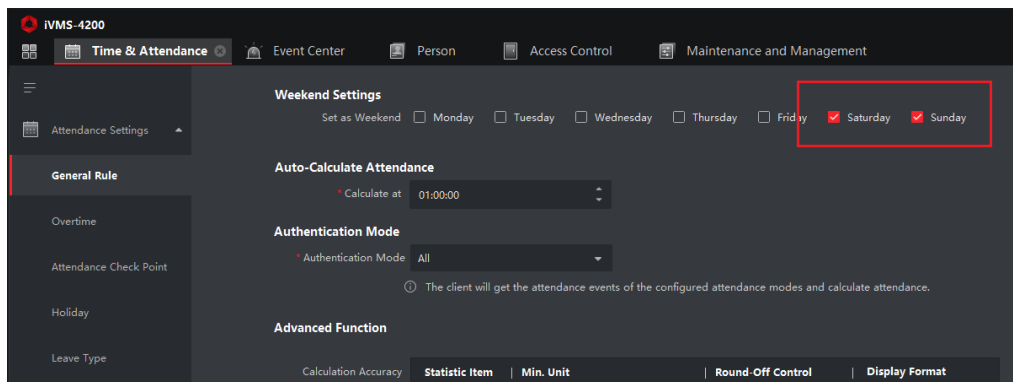 iVMS-4200
Time & Attendance Event Center Person Access Control Maintenance and Management
Weekend Settings
Set as Weekend Monday Tuesday Wednesday Thursday Friday Saturday Sunday
Attendance Settings
Auto-Calculate Attendance
General Rule
* Calculate at 01:00:00
Overtime
Authentication Mode
* Authentication Mode All
Attendance Check Point
The client will get the attendance events of the configured attendance modes and calculate attendance.
Holiday
Advanced Function
Leave Type
Calculation Accuracy Statistic Item | Min. Unit | Round-Off Control | Display Format